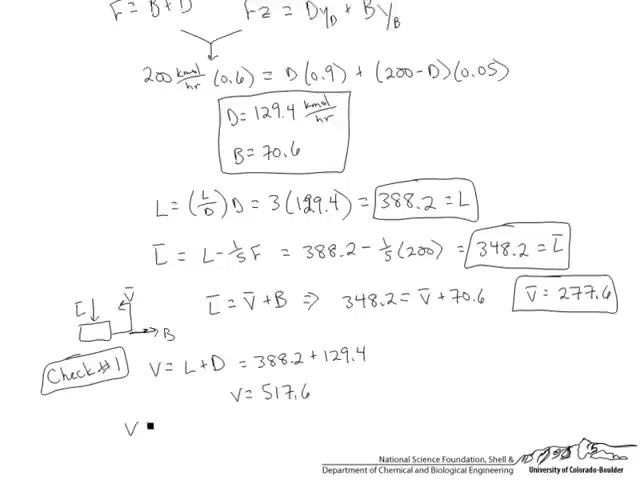 F = B + D Fz = Dy_D + By_B
200 kmol/hr (0.6) = D(0.9) + (200 - D)(0.05)
D = 129.4 kmol/hr
B = 70.6
L = (L/D) D = 3(129.4) = 388.2 = L
L̅ = L - 1/5 F = 388.2 - 1/5 (200) = 348.2 = L̅
L̅ = V̅ + B ⇒ 348.2 = V̅ + 70.6 V̅ = 277.6
L̅ V̅
B
Check #1 V = L + D = 388.2 + 129.4
V = 517.6
V
National Science Foundation, Shell &
Department of Chemical and Biological Engineering University of Colorado-Boulder